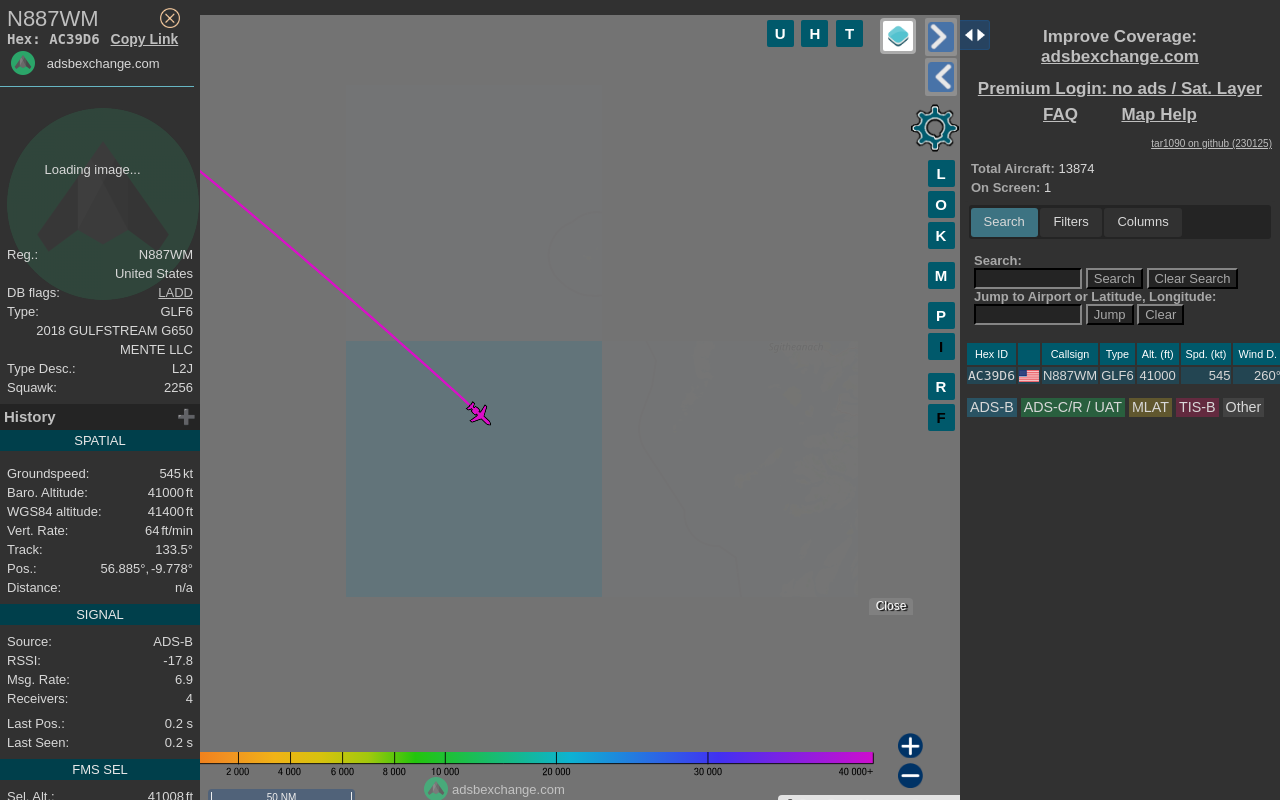 N887WM
Hex: AC39D6 Copy Link
adsbexchange.com
Loading image...
Reg.: N887WM
United States
DB flags: LADD
Type: GLF6
2018 GULFSTREAM G650
MENTE LLC
Type Desc.: L2J
Squawk: 2256
History
SPATIAL
Groundspeed: 545 kt
Baro. Altitude: 41000 ft
WGS84 altitude: 41400 ft
Vert. Rate: 64 ft/min
Track: 133.5°
Pos.: 56.885°, -9.778°
Distance: n/a
SIGNAL
Source: ADS-B
RSSI: -17.8
Msg. Rate: 6.9
Receivers: 4
Last Pos.: 0.2 s
Last Seen: 0.2 s
FMS SEL
Sel. Alt.: 41008 ft
U H T
L
O
K
M
P
I
R
F
Close
2 000 4 000 6 000 8 000 10 000 20 000 30 000 40 000+
adsbexchange.com
50 NM
Improve Coverage:
adsbexchange.com
Premium Login: no ads / Sat. Layer
FAQ Map Help
tar1090 on github (230125)
Total Aircraft: 13874
On Screen: 1
Search Filters Columns
Search:
Search Clear Search
Jump to Airport or Latitude, Longitude:
Jump Clear
Hex ID Callsign Type Alt. (ft) Spd. (kt) Wind D.
AC39D6 N887WM GLF6 41000 545 260°
ADS-B ADS-C/R / UAT MLAT TIS-B Other